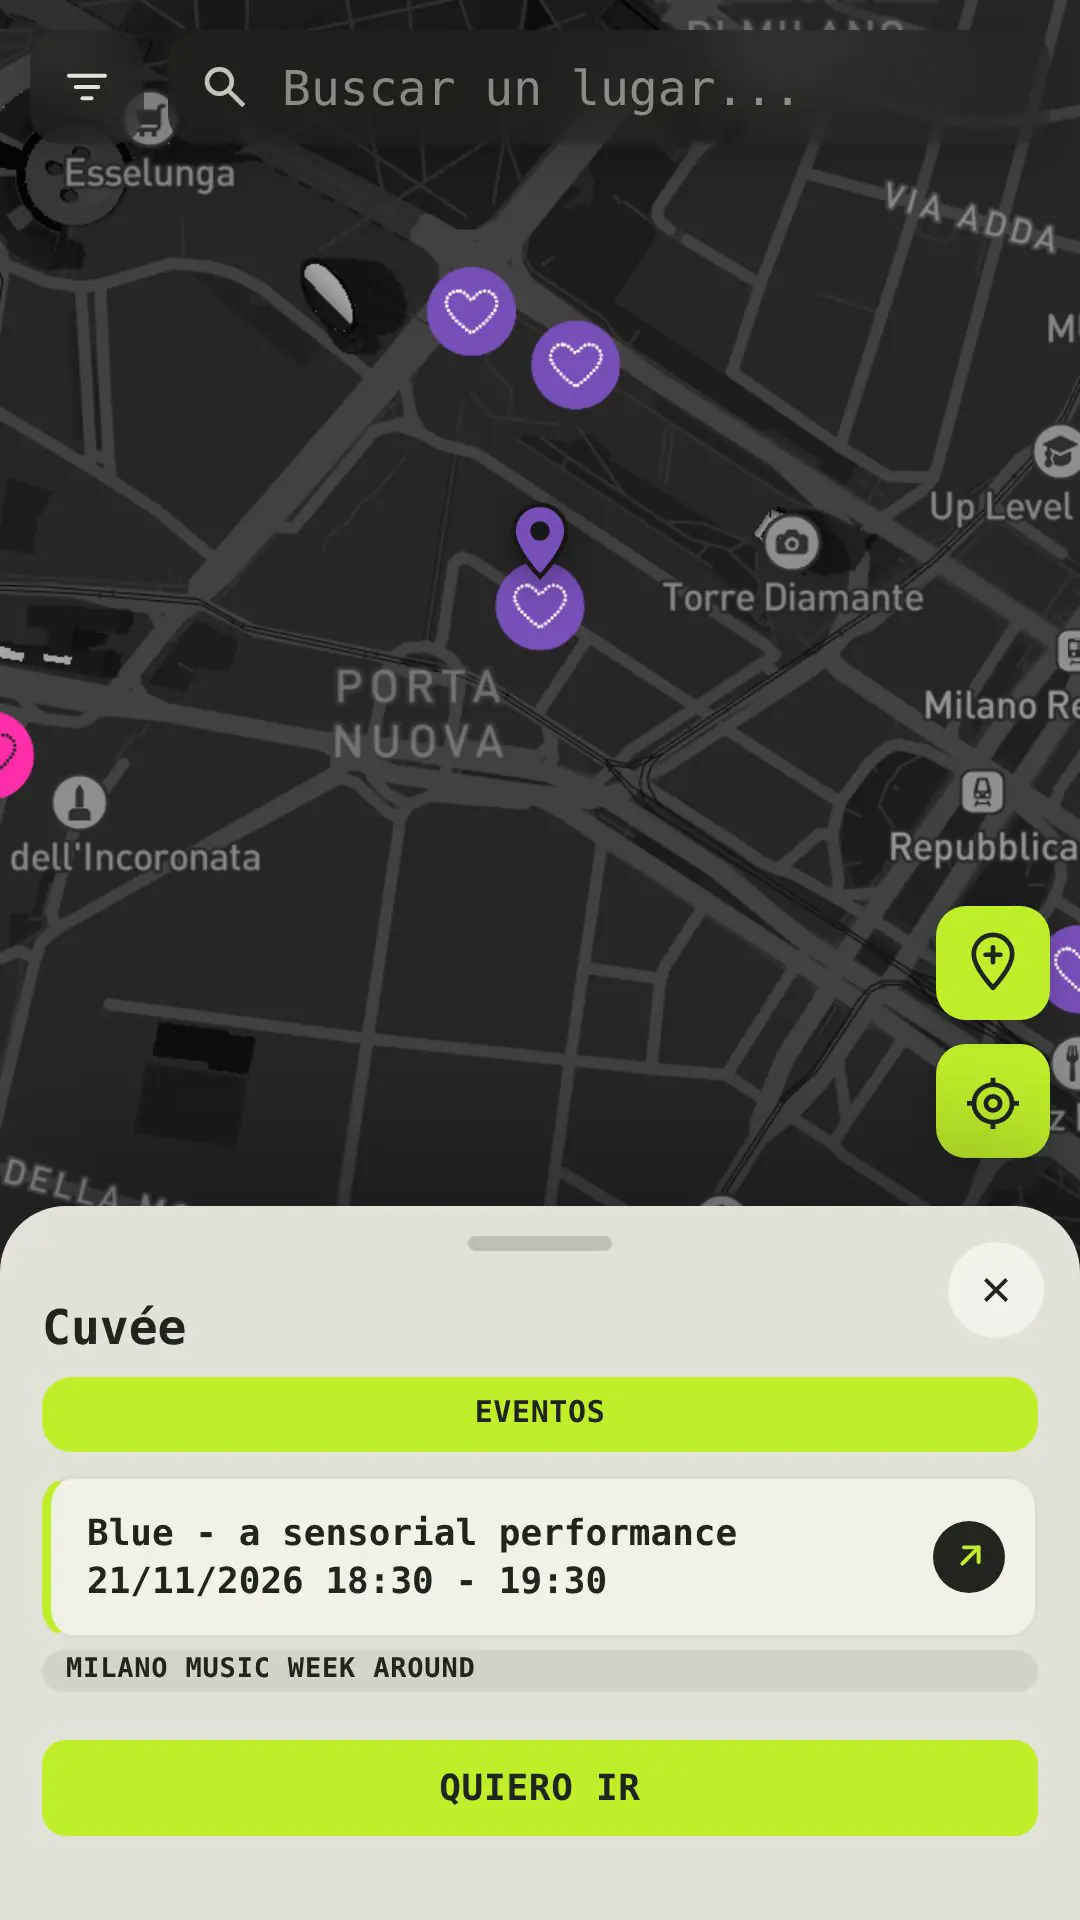 Buscar un lugar...
Esselunga
VIA ADDA
Up Level
Torre Diamante
PORTA
NUOVA
Milano Re
Repubblica
dell'Incoronata
DELLA
Cuvée
EVENTOS
Blue - a sensorial performance
21/11/2026 18:30 - 19:30
MILANO MUSIC WEEK AROUND
QUIERO IR